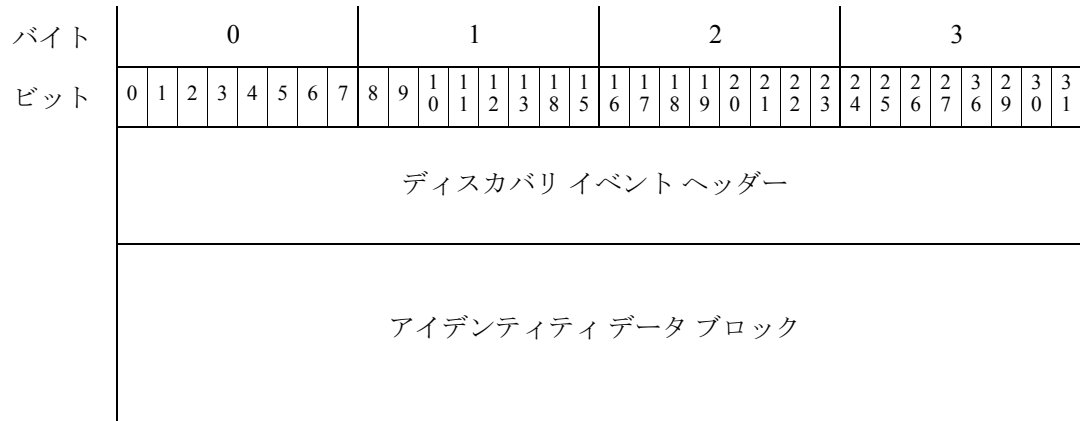 バイト 0 1 2 3
ビット 0 1 2 3 4 5 6 7 8 9 10 11 12 13 18 15 16 17 18 19 20 21 22 23 24 25 26 27 36 29 30 31
ディスカバリ イベント ヘッダー
アイデンティティ データ ブロック